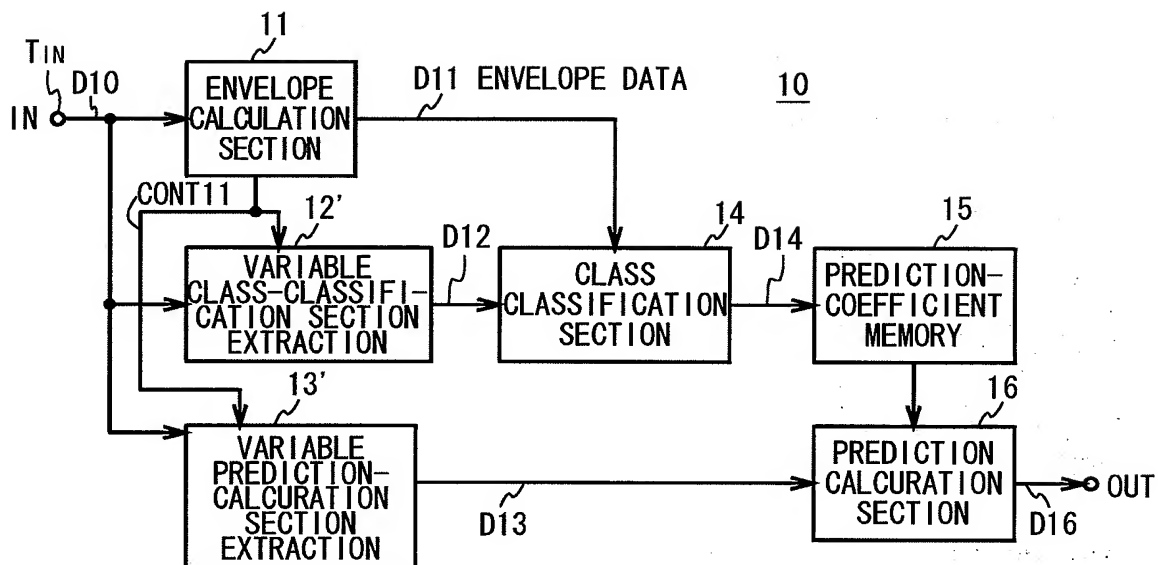 11
TIN
D10
IN
ENVELOPE
CALCULATION
SECTION
D11 ENVELOPE DATA
10
CONT11
12'
VARIABLE
CLASS-CLASSIFI-
CATION SECTION
EXTRACTION
D12
14
CLASS
CLASSIFICATION
SECTION
D14
15
PREDICTION-
COEFFICIENT
MEMORY
13'
VARIABLE
PREDICTION-
CALCURATION
SECTION
EXTRACTION
D13
16
PREDICTION
CALCURATION
SECTION
D16
OUT